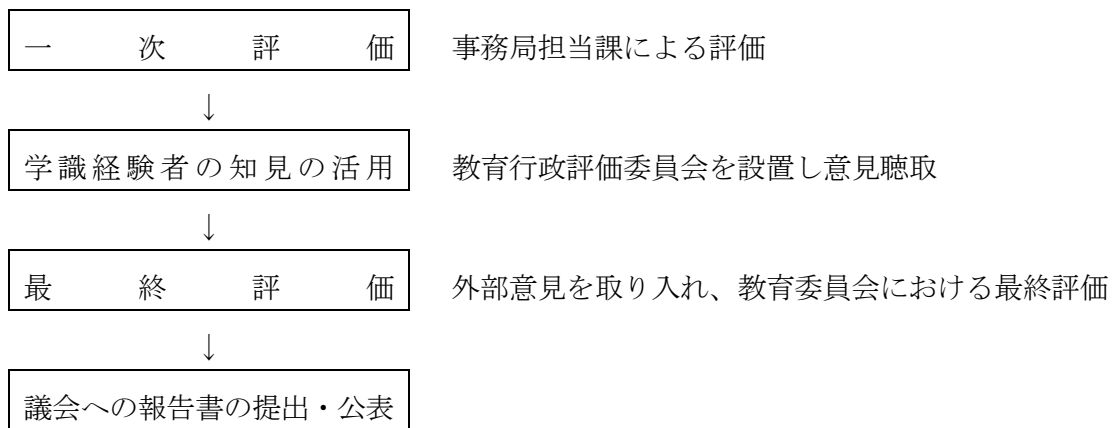 一次評価 事務局担当課による評価
↓
学識経験者の知見の活用 教育行政評価委員会を設置し意見聴取
↓
最終評価 外部意見を取り入れ、教育委員会における最終評価
↓
議会への報告書の提出・公表